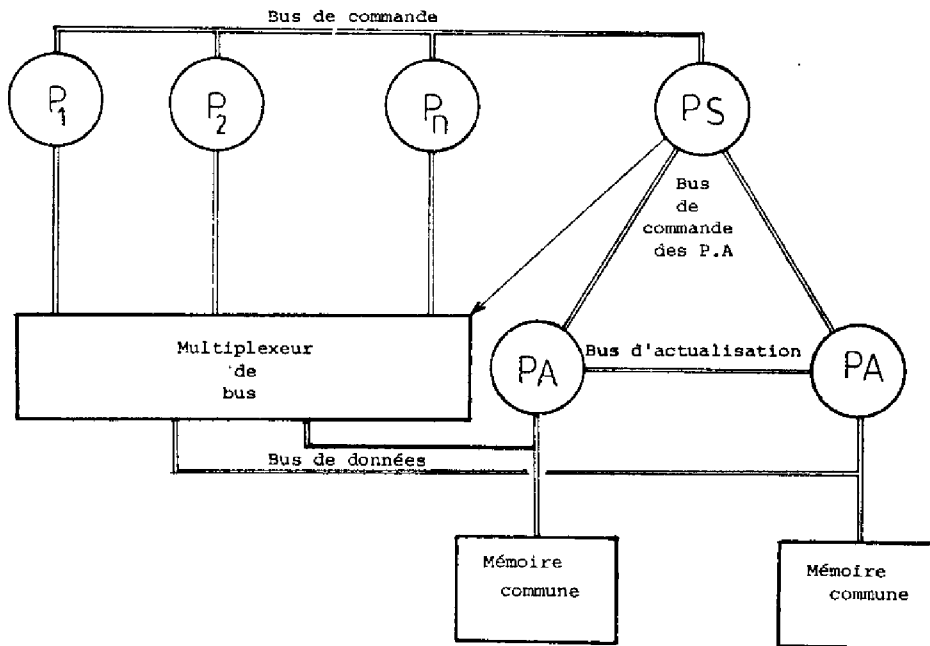 Bus de commande
P1
P2
Pn
PS
Bus
de
commande
des P.A
Multiplexeur
de
bus
PA
Bus d'actualisation
PA
Bus de données
Mémoire
commune
Mémoire
commune